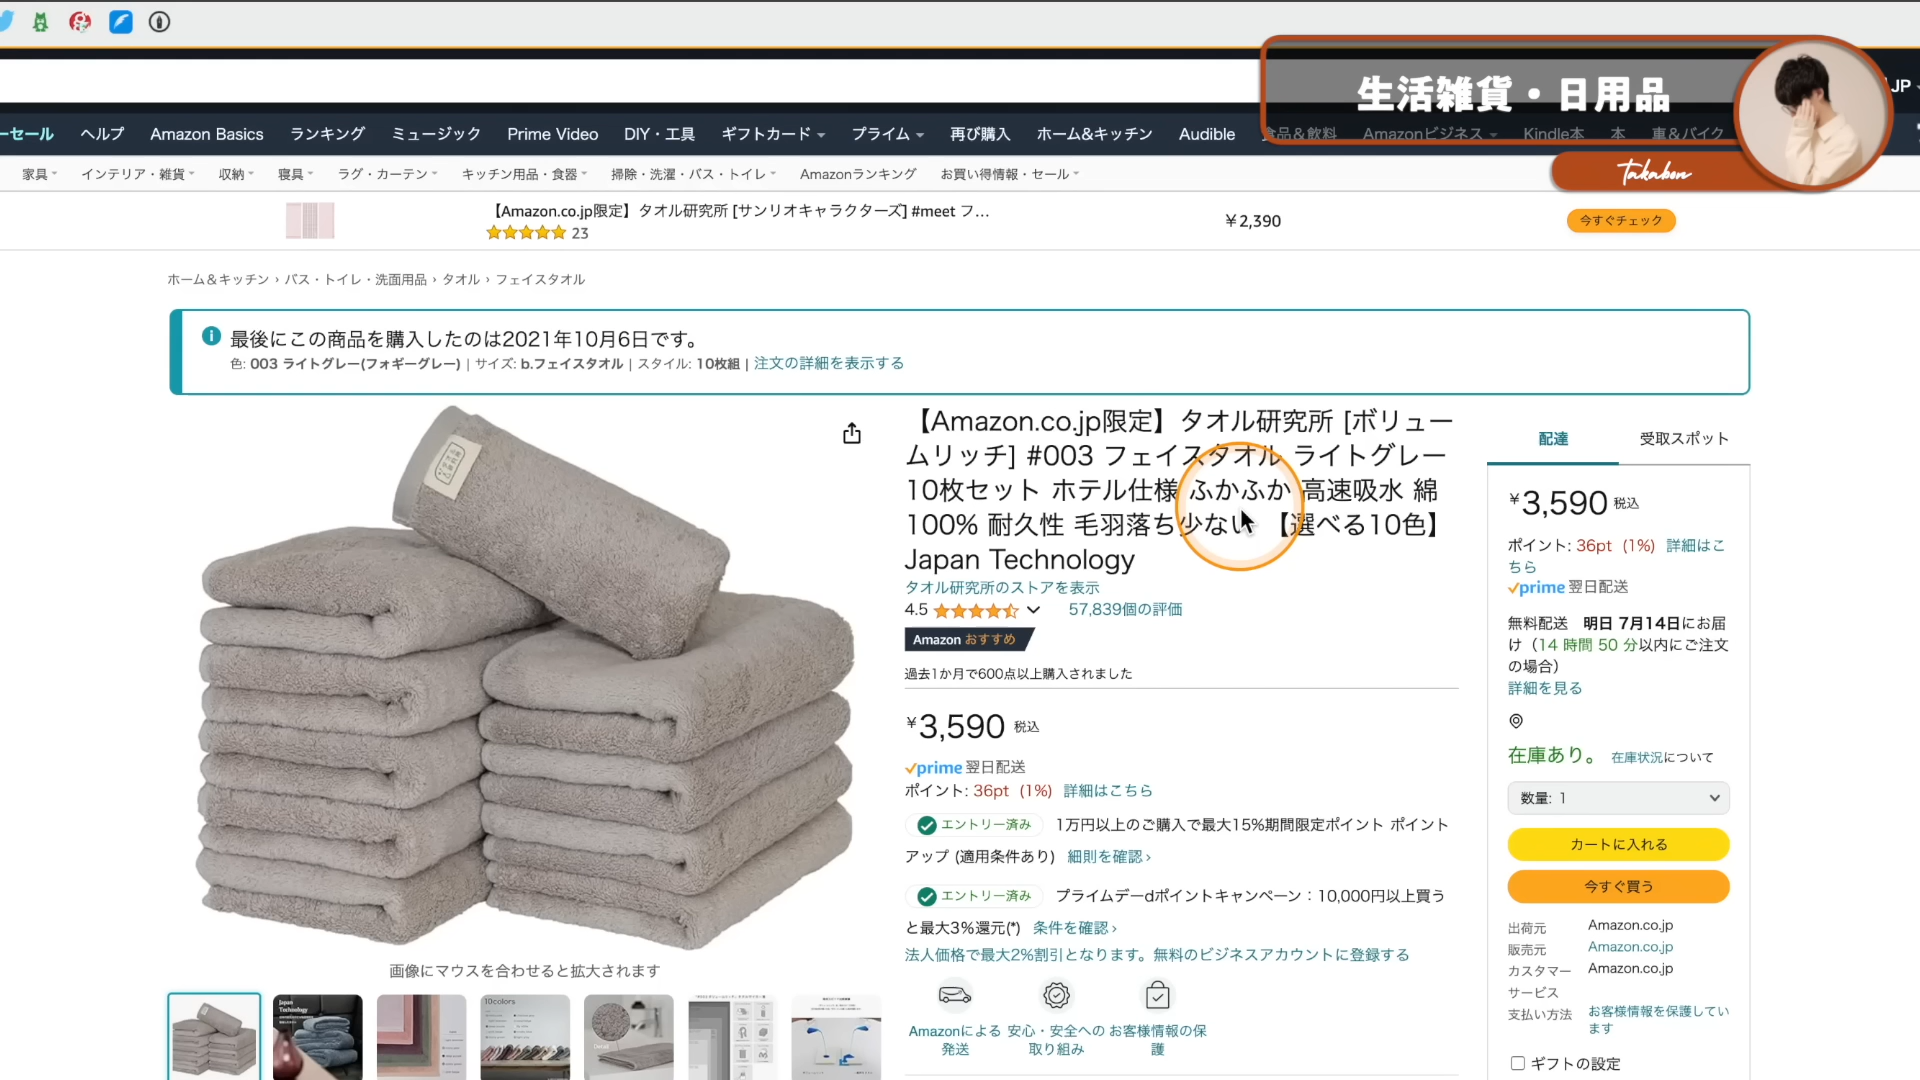 生活雑貨・日用品
JP
Takabon
ーセール ヘルプ Amazon Basics ランキング ミュージック Prime Video DIY・工具 ギフトカード プライム 再び購入 ホーム&キッチン Audible 食品&飲料 Amazonビジネス Kindle本 本 車&バイク
家具 インテリア・雑貨 収納 寝具 ラグ・カーテン キッチン用品・食器 掃除・洗濯・バス・トイレ Amazonランキング お買い得情報・セール
【Amazon.co.jp限定】タオル研究所 [サンリオキャラクターズ] #meet フ…
23
￥2,390
今すぐチェック
ホーム＆キッチン › バス・トイレ・洗面用品 › タオル › フェイスタオル
最後にこの商品を購入したのは2021年10月6日です。
色: 003 ライトグレー(フォギーグレー) | サイズ: b.フェイスタオル | スタイル: 10枚組 | 注文の詳細を表示する
【Amazon.co.jp限定】タオル研究所 [ボリュー
ムリッチ] #003 フェイスタオル ライトグレー
10枚セット ホテル仕様 ふかふか 高速吸水 綿
100% 耐久性 毛羽落ち少ない 【選べる10色】
Japan Technology
タオル研究所のストアを表示
4.5 57,839個の評価
Amazon おすすめ
過去1か月で600点以上購入されました
￥3,590 税込
prime 翌日配送
ポイント: 36pt (1%) 詳細はこちら
エントリー済み 1万円以上のご購入で最大15%期間限定ポイント ポイント
アップ (適用条件あり) 細則を確認 ›
エントリー済み プライムデーdポイントキャンペーン：10,000円以上買う
と最大3％還元(*) 条件を確認 ›
法人価格で最大2%割引となります。無料のビジネスアカウントに登録する
Amazonによる
発送
安心・安全への
取り組み
お客様情報の保
護
画像にマウスを合わせると拡大されます
Japan
Technology
10colors
配達 受取スポット
￥3,590 税込
ポイント: 36pt (1%) 詳細はこ
ちら
prime 翌日配送
無料配送 明日 7月14日にお届
け（14 時間 50 分以内にご注文
の場合）
詳細を見る
在庫あり。 在庫状況について
数量: 1
カートに入れる
今すぐ買う
出荷元 Amazon.co.jp
販売元 Amazon.co.jp
カスタマー
サービス
Amazon.co.jp
支払い方法
お客様情報を保護してい
ます
ギフトの設定